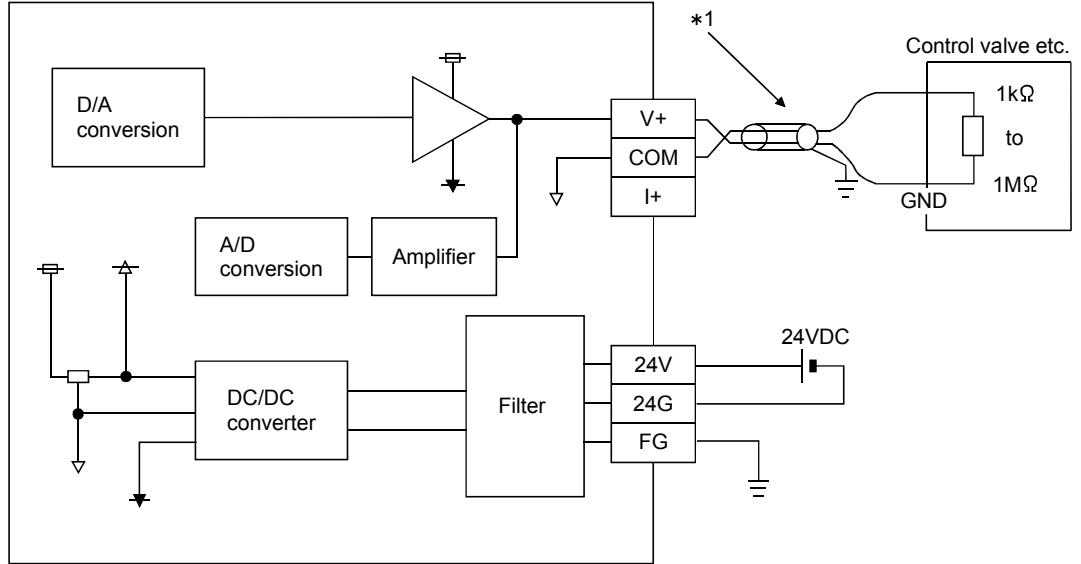 *1
Control valve etc.
D/A
conversion
V+
COM
I+
1kΩ
to
1MΩ
GND
A/D
conversion
Amplifier
24VDC
DC/DC
converter
Filter
24V
24G
FG